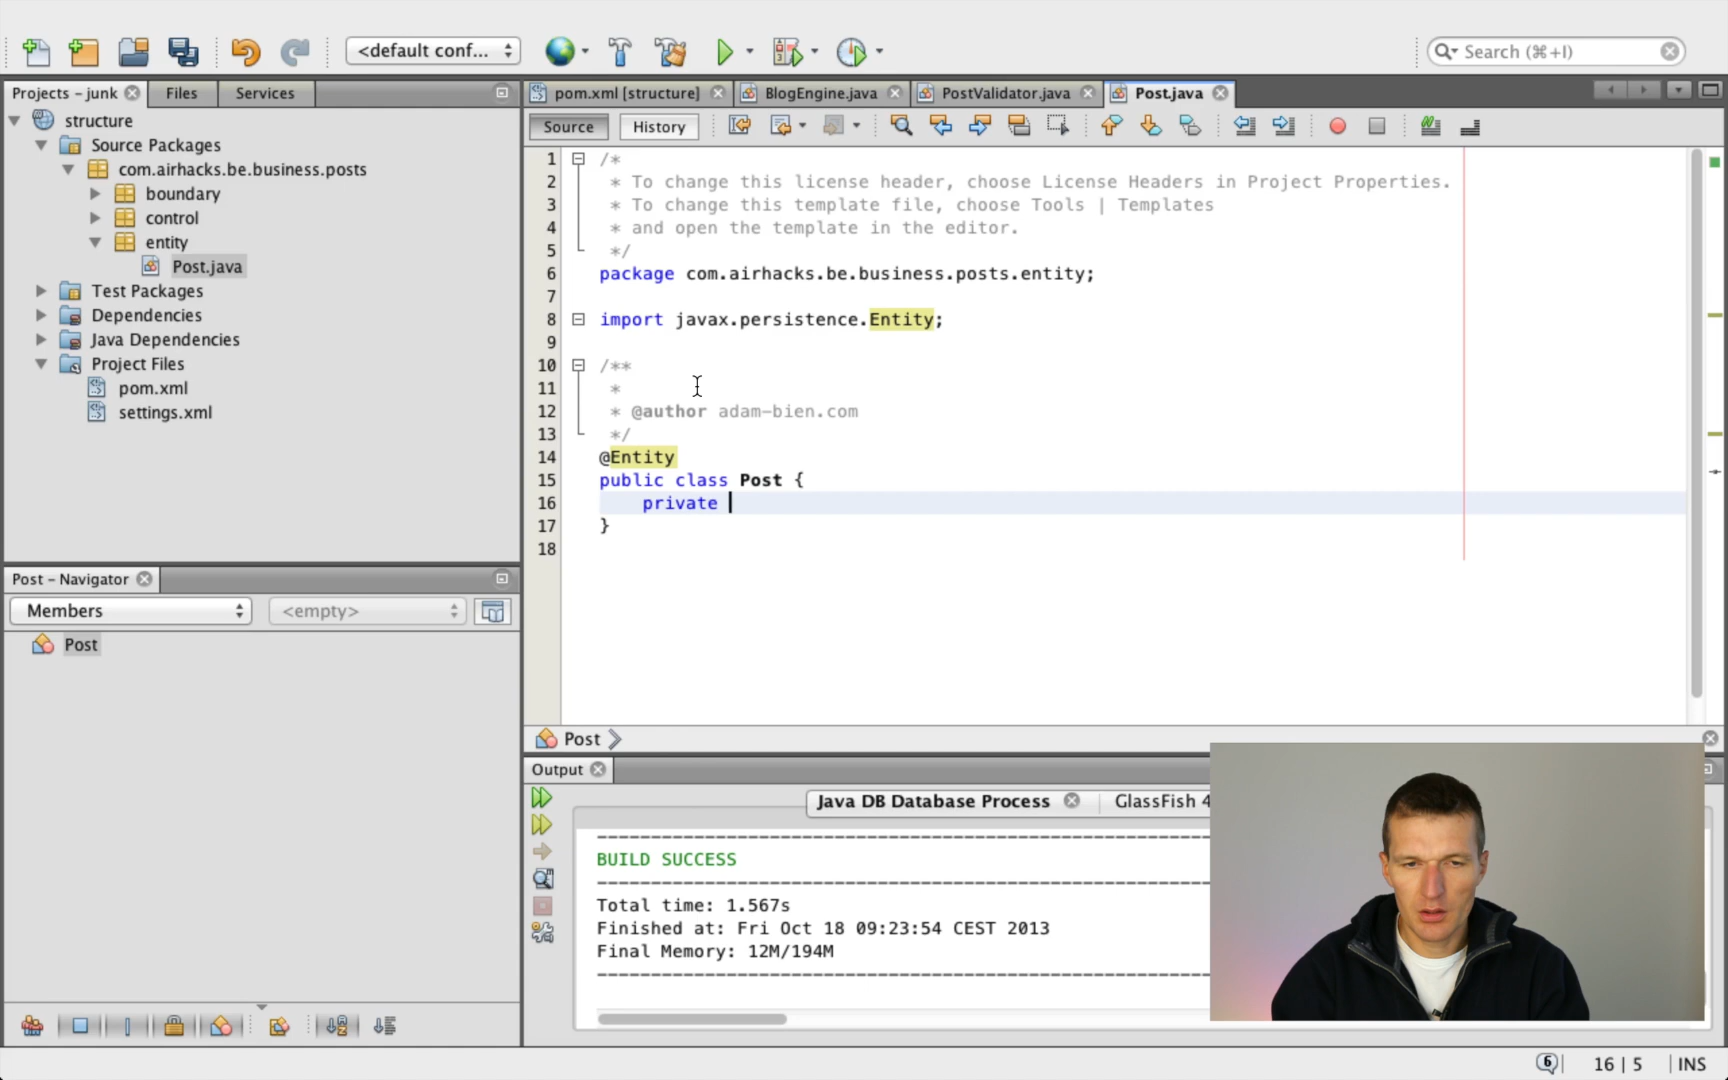 <default conf...
Search (⌘+I)
Projects – junk
Files
Services
structure
Source Packages
com.airhacks.be.business.posts
boundary
control
entity
Post.java
Test Packages
Dependencies
Java Dependencies
Project Files
pom.xml
settings.xml
Post – Navigator
Members
<empty>
Post
pom.xml [structure]
BlogEngine.java
PostValidator.java
Post.java
Source
History
1 /*
2 * To change this license header, choose License Headers in Project Properties.
3 * To change this template file, choose Tools | Templates
4 * and open the template in the editor.
5 */
6 package com.airhacks.be.business.posts.entity;
7
8 import javax.persistence.Entity;
9
10 /**
11 *
12 * @author adam-bien.com
13 */
14 @Entity
15 public class Post {
16 private
17 }
18
Post
Output
Java DB Database Process
GlassFish 4
BUILD SUCCESS
Total time: 1.567s
Finished at: Fri Oct 18 09:23:54 CEST 2013
Final Memory: 12M/194M
6
16 | 5
INS